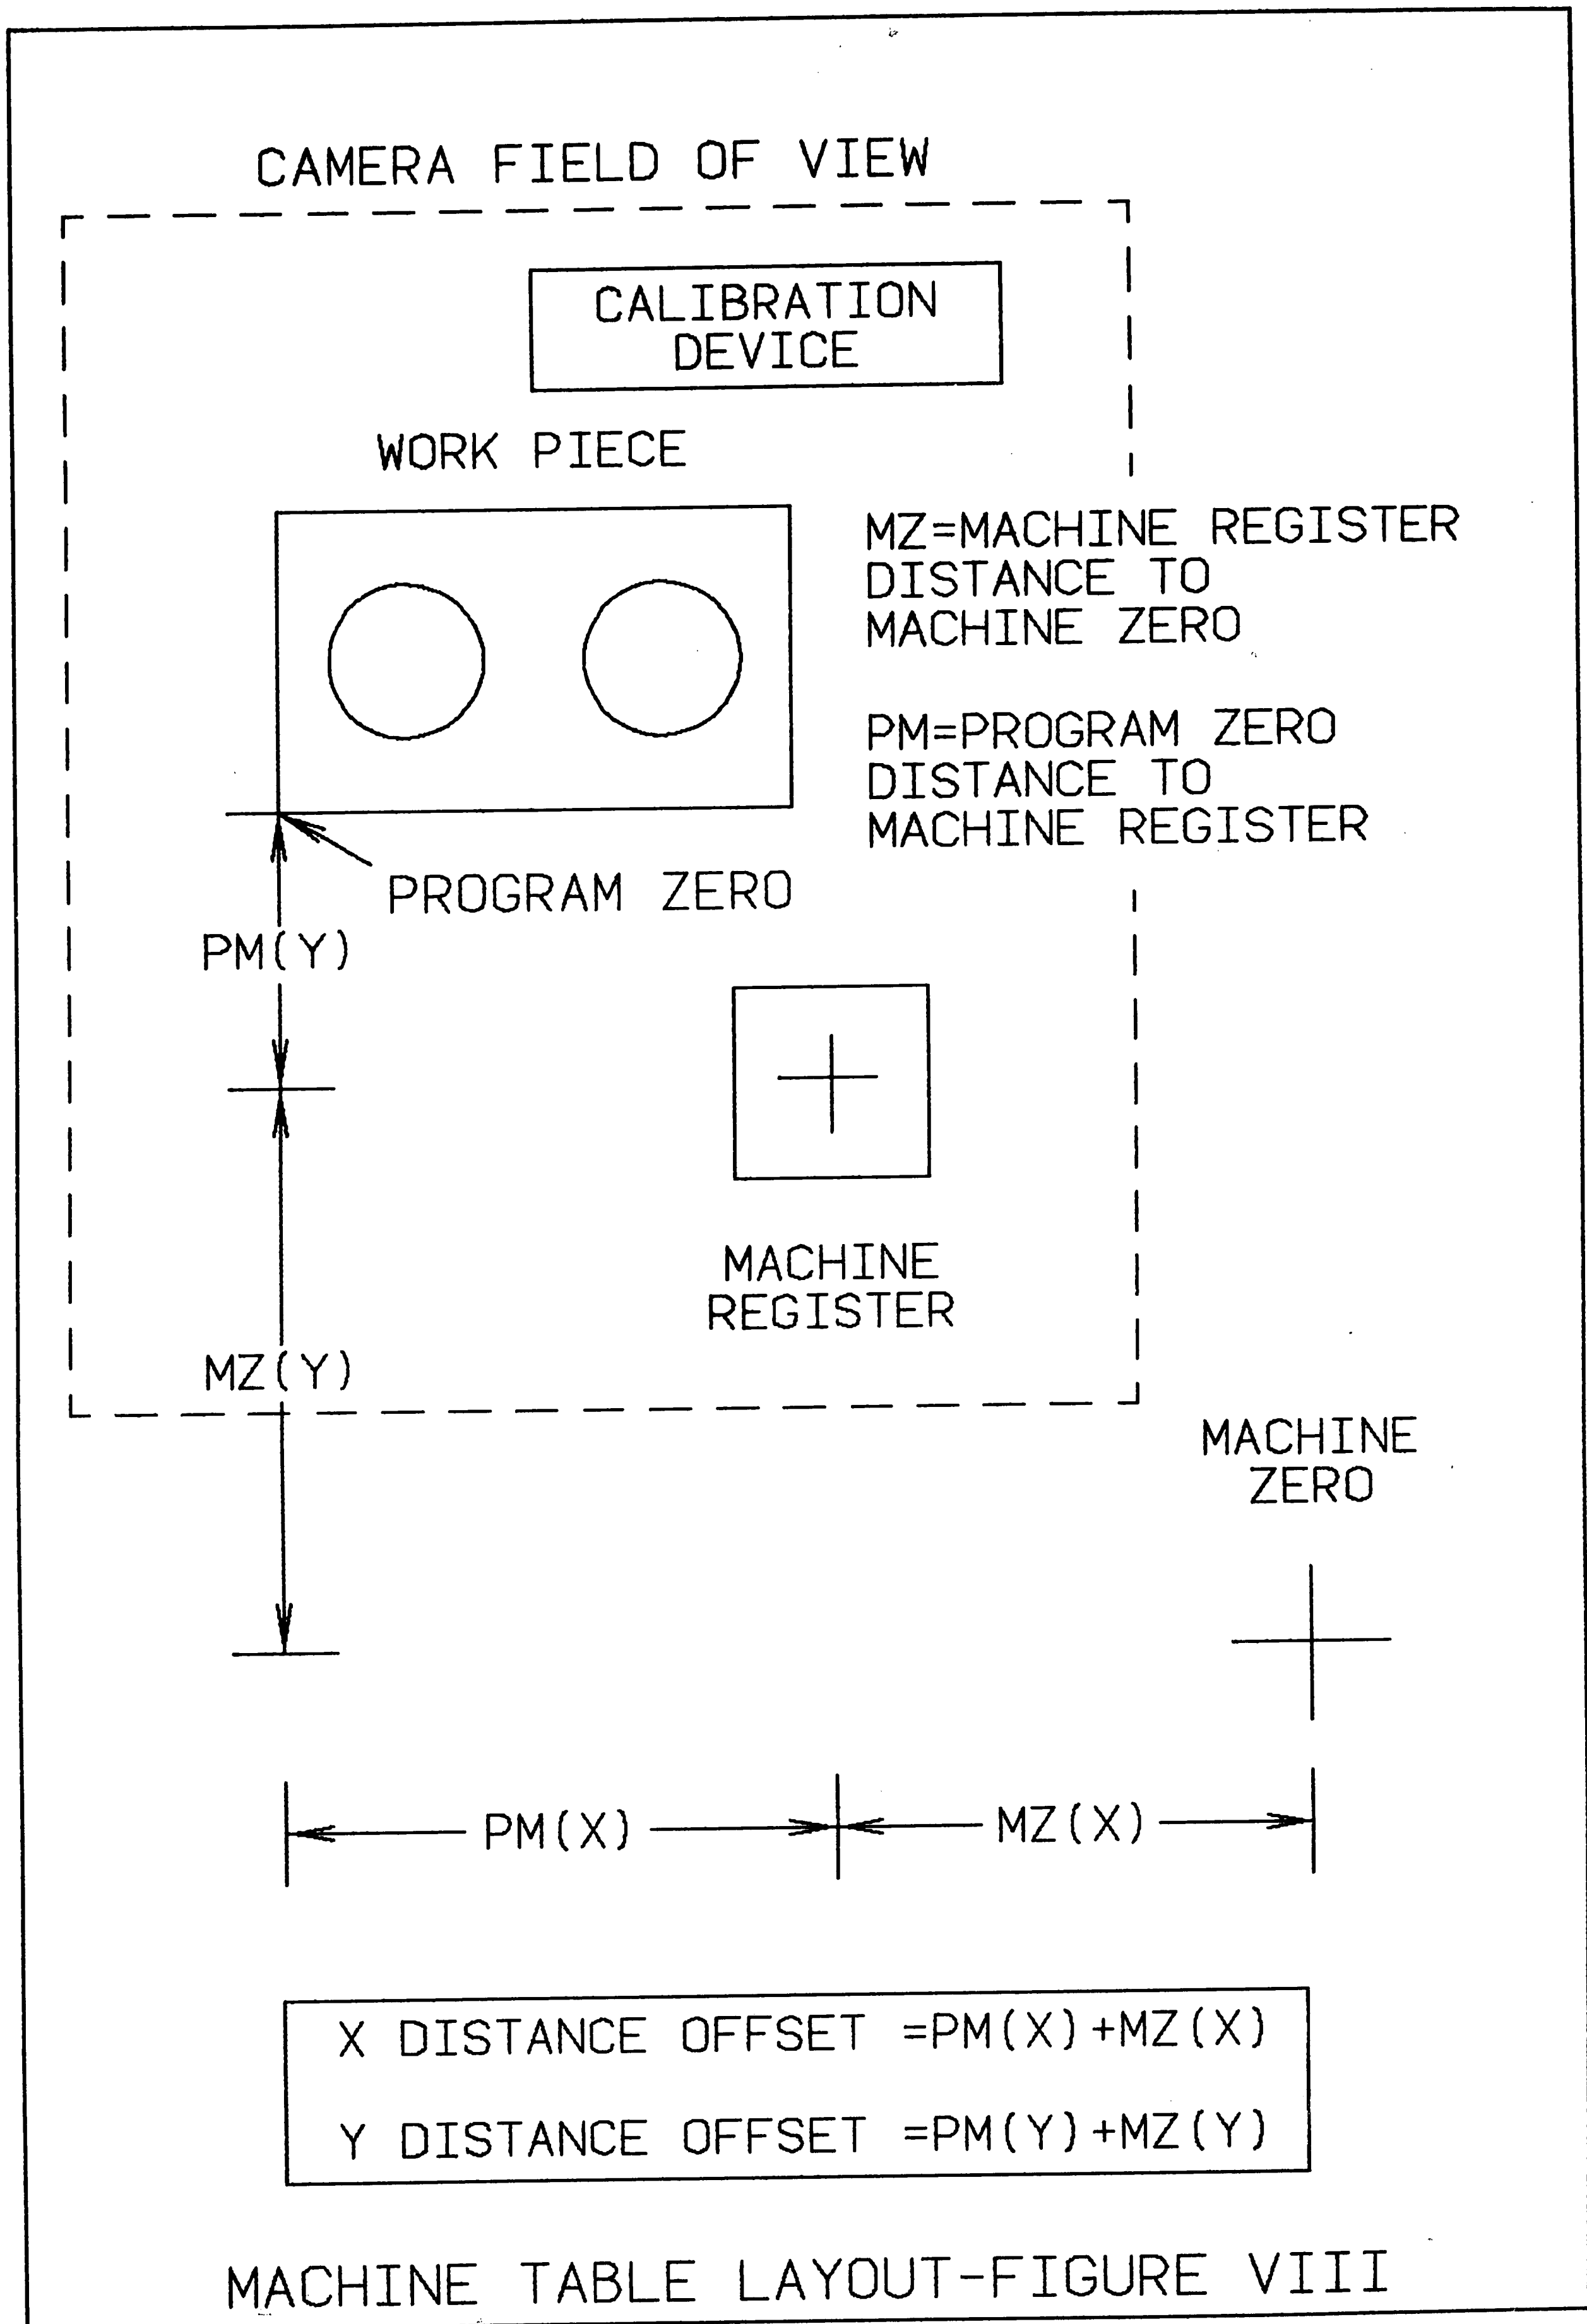 CAMERA FIELD OF VIEW
CALIBRATION
DEVICE
WORK PIECE
MZ=MACHINE REGISTER
DISTANCE TO
MACHINE ZERO
PM=PROGRAM ZERO
DISTANCE TO
MACHINE REGISTER
PROGRAM ZERO
PM(Y)
MACHINE
REGISTER
MZ(Y)
MACHINE
ZERO
PM(X)
MZ(X)
X DISTANCE OFFSET =PM(X)+MZ(X)
Y DISTANCE OFFSET =PM(Y)+MZ(Y)
MACHINE TABLE LAYOUT-FIGURE VIII